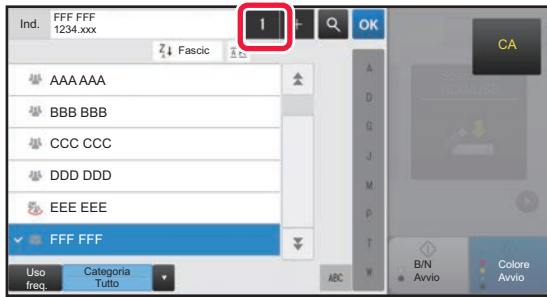 Ind.
FFF FFF
1234.xxx
1
+
OK
CA
Z↓ Fascic
AAA AAA
BBB BBB
CCC CCC
DDD DDD
EEE EEE
FFF FFF
A
D
G
J
M
P
T
W
ABC
Uso
freq.
Categoria
Tutto
B/N
Avvio
Colore
Avvio